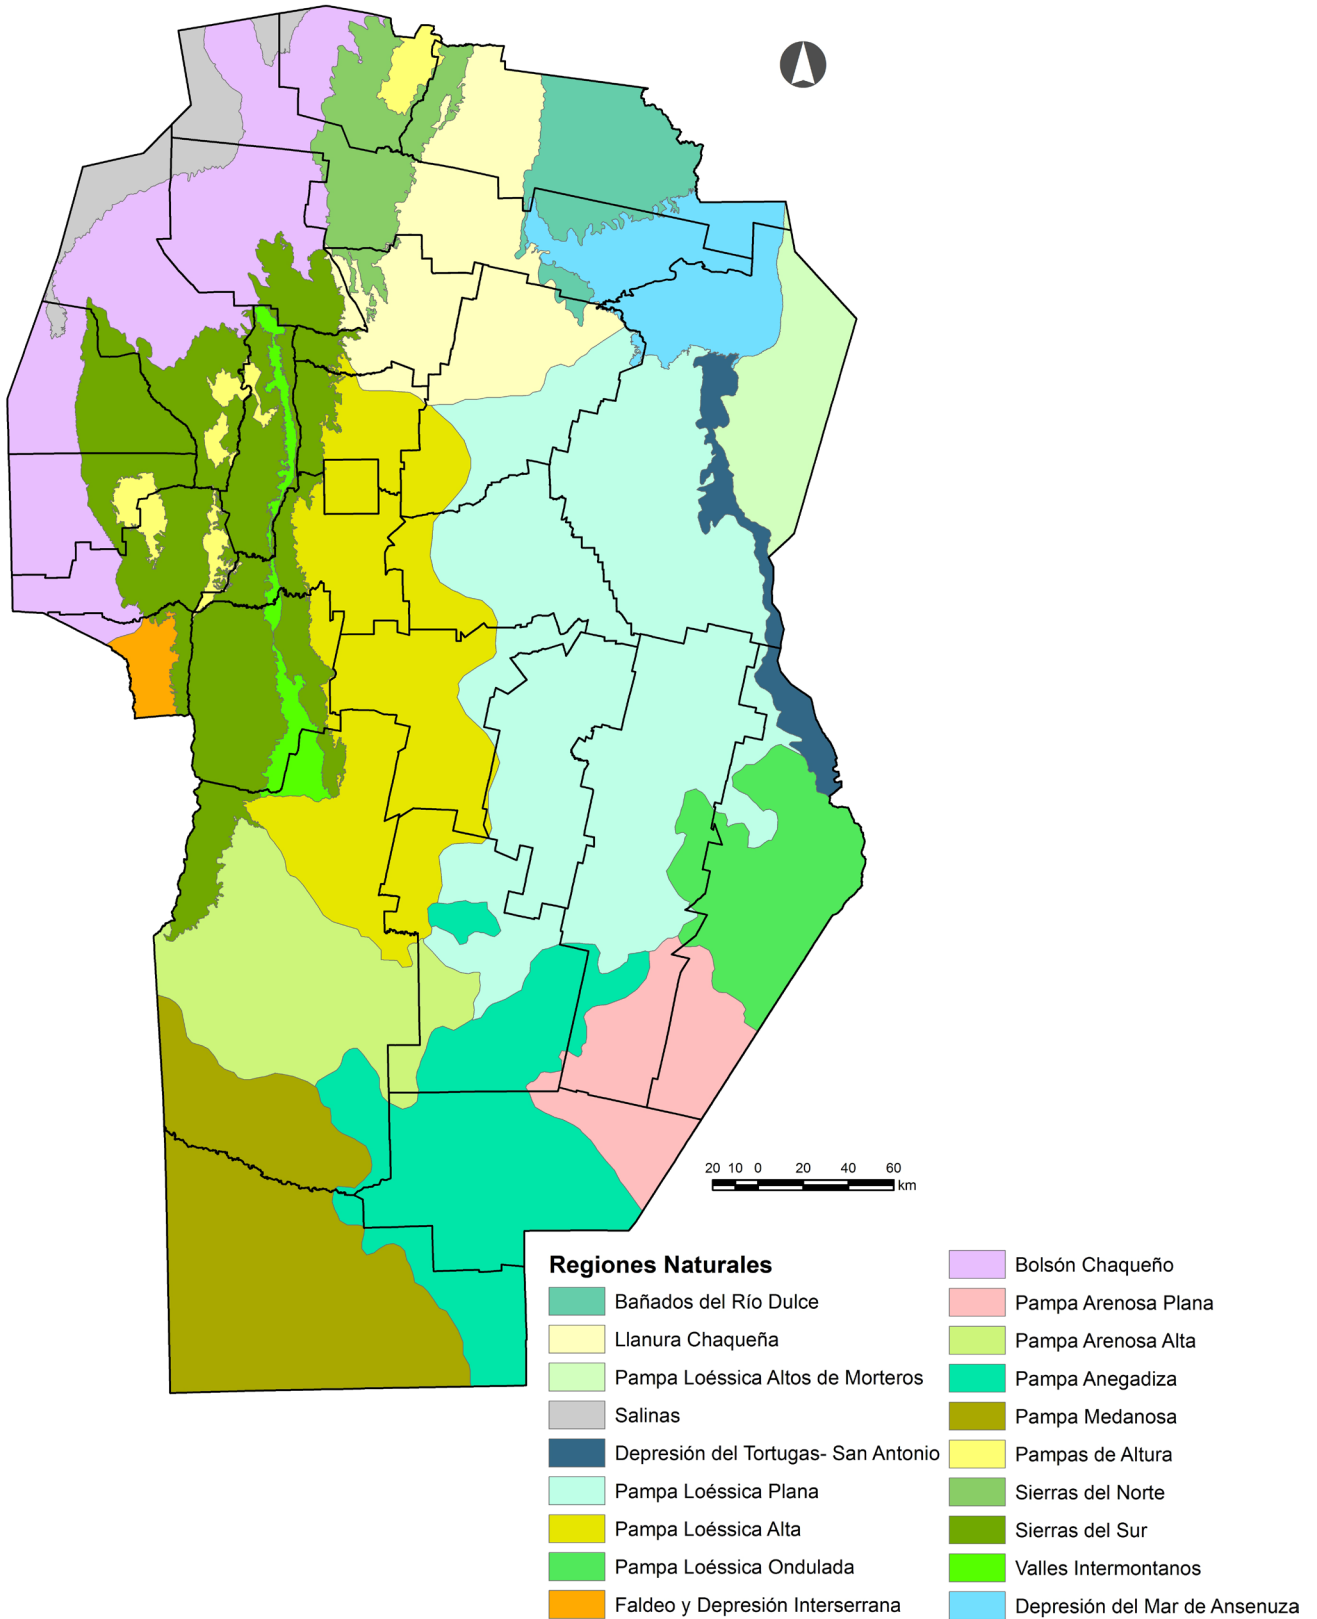 20 10 0 20 40 60
km
Regiones Naturales
Bañados del Río Dulce
Llanura Chaqueña
Pampa Loéssica Altos de Morteros
Salinas
Depresión del Tortugas- San Antonio
Pampa Loéssica Plana
Pampa Loéssica Alta
Pampa Loéssica Ondulada
Faldeo y Depresión Interserrana
Bolsón Chaqueño
Pampa Arenosa Plana
Pampa Arenosa Alta
Pampa Anegadiza
Pampa Medanosa
Pampas de Altura
Sierras del Norte
Sierras del Sur
Valles Intermontanos
Depresión del Mar de Ansenuza